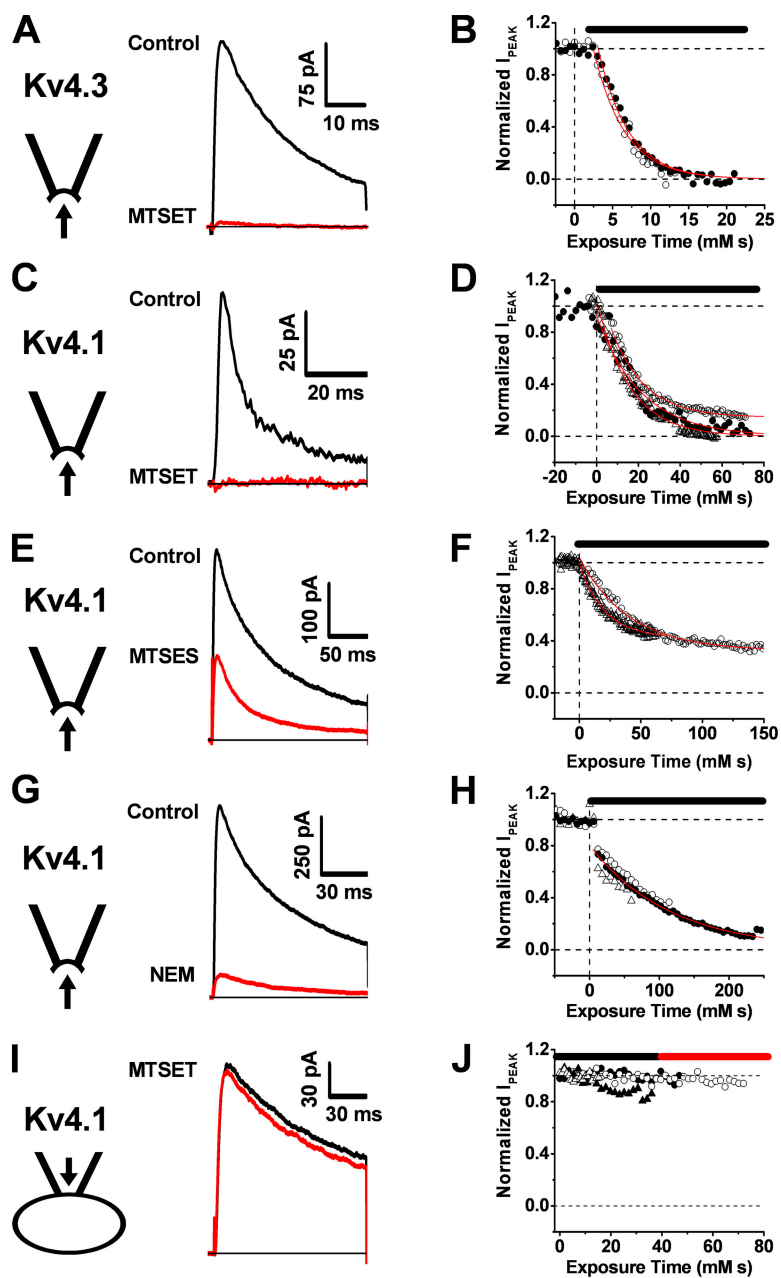 A
Kv4.3
Control
75 pA
10 ms
MTSET
B
Normalized IPEAK
1.2
0.8
0.4
0.0
0 5 10 15 20 25
Exposure Time (mM s)
C
Kv4.1
Control
25 pA
20 ms
MTSET
D
Normalized IPEAK
1.2
0.8
0.4
0.0
-20 0 20 40 60 80
Exposure Time (mM s)
E
Kv4.1
Control
100 pA
50 ms
MTSES
F
Normalized IPEAK
1.2
0.8
0.4
0.0
0 50 100 150
Exposure Time (mM s)
G
Kv4.1
Control
250 pA
30 ms
NEM
H
Normalized IPEAK
1.2
0.8
0.4
0.0
0 100 200
Exposure Time (mM s)
I
Kv4.1
MTSET
30 pA
30 ms
J
Normalized IPEAK
1.2
0.8
0.4
0.0
0 20 40 60 80
Exposure Time (mM s)